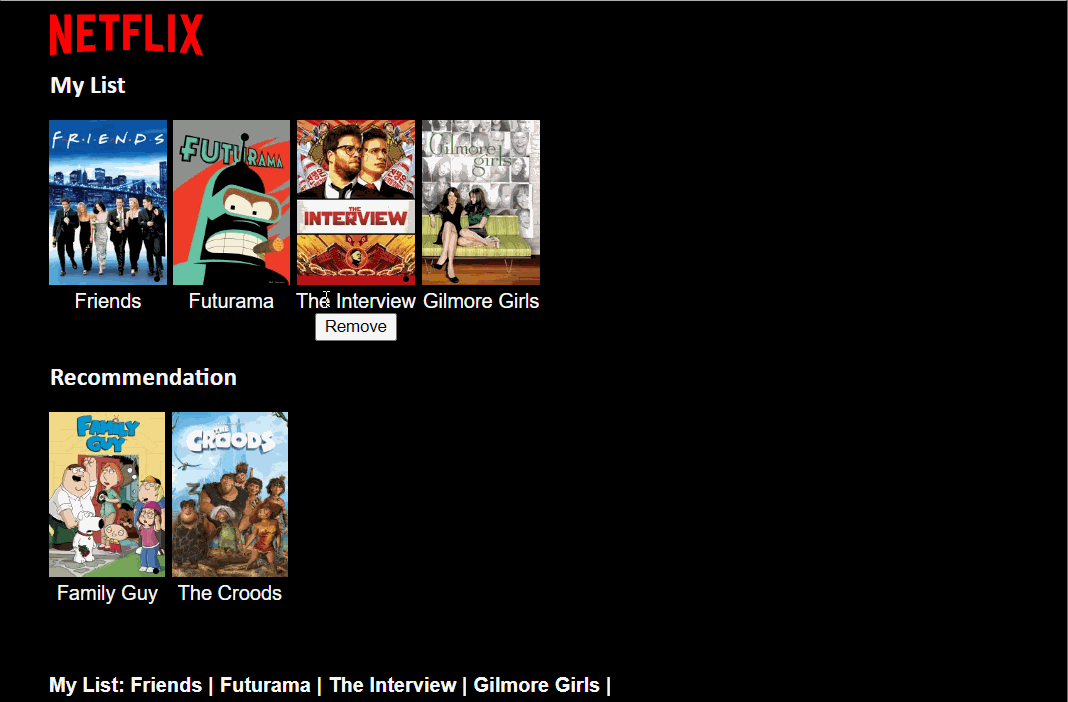 NETFLIX
My List
F·R·I·E·N·D·S
FUTURAMA
THE
INTERVIEW
Gilmore
girls
Friends
Futurama
The Interview
Gilmore Girls
Remove
Recommendation
FAMILY
GUY
THE
CROODS
Family Guy
The Croods
My List: Friends | Futurama | The Interview | Gilmore Girls |